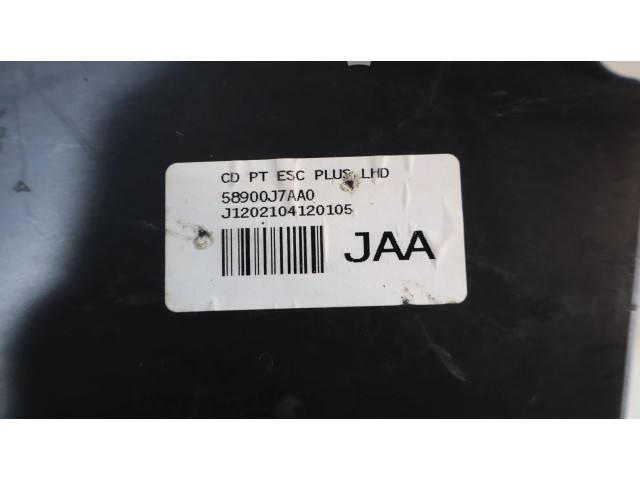 CD PT ESC PLUS LHD
58900J7AA0
J1202104120105
JAA